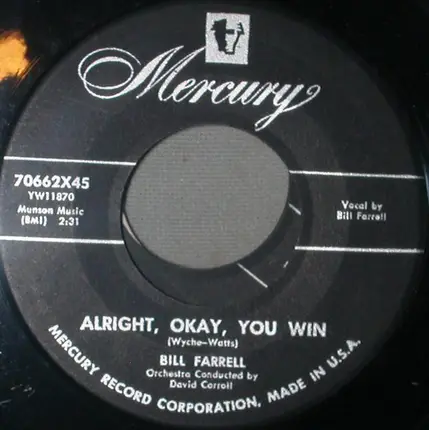 Mercury
70662X45
YW11870
Munson Music
(BMI) 2:31
Vocal by
Bill Farrell
ALRIGHT, OKAY, YOU WIN
(Wyche-Watts)
BILL FARRELL
Orchestra Conducted by
David Carroll
MERCURY RECORD CORPORATION, MADE IN U.S.A.